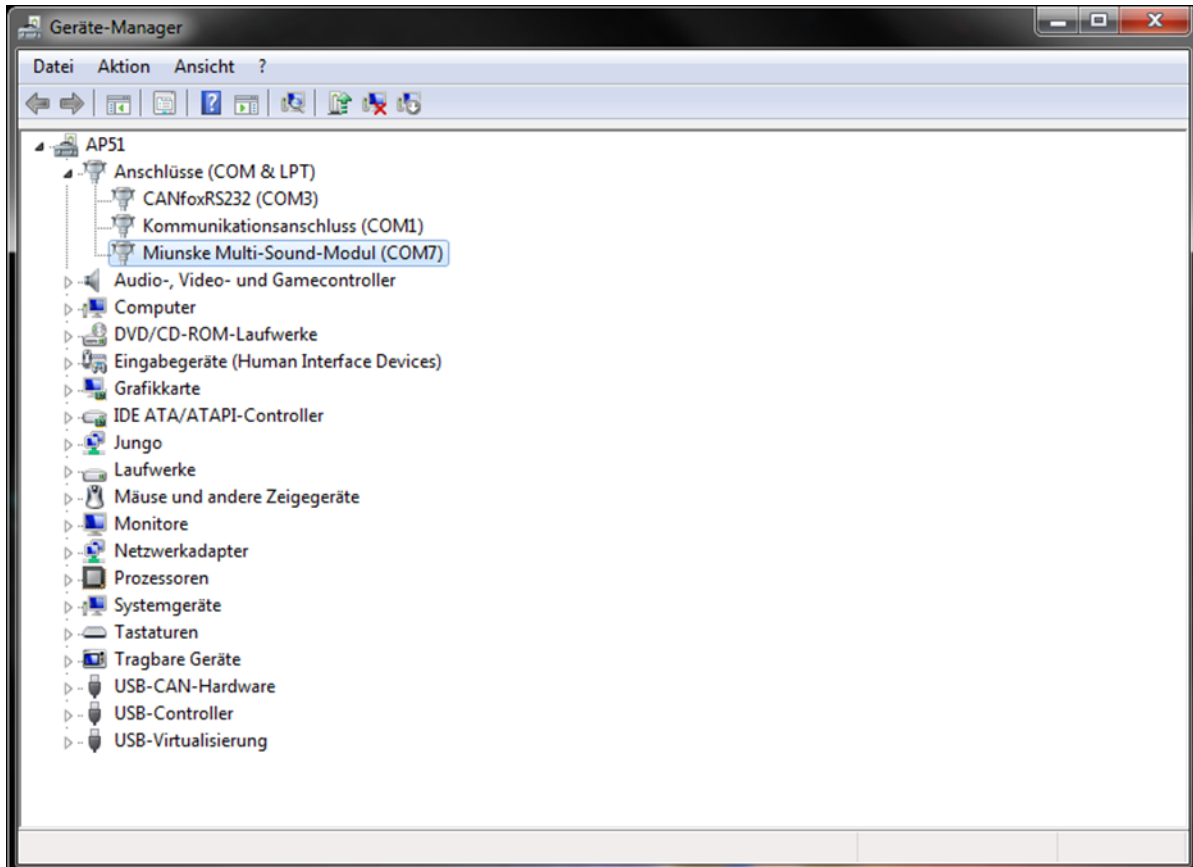 Geräte-Manager
Datei Aktion Ansicht ?
AP51
Anschlüsse (COM & LPT)
CANfoxRS232 (COM3)
Kommunikationsanschluss (COM1)
Miunske Multi-Sound-Modul (COM7)
Audio-, Video- und Gamecontroller
Computer
DVD/CD-ROM-Laufwerke
Eingabegeräte (Human Interface Devices)
Grafikkarte
IDE ATA/ATAPI-Controller
Jungo
Laufwerke
Mäuse und andere Zeigegeräte
Monitore
Netzwerkadapter
Prozessoren
Systemgeräte
Tastaturen
Tragbare Geräte
USB-CAN-Hardware
USB-Controller
USB-Virtualisierung